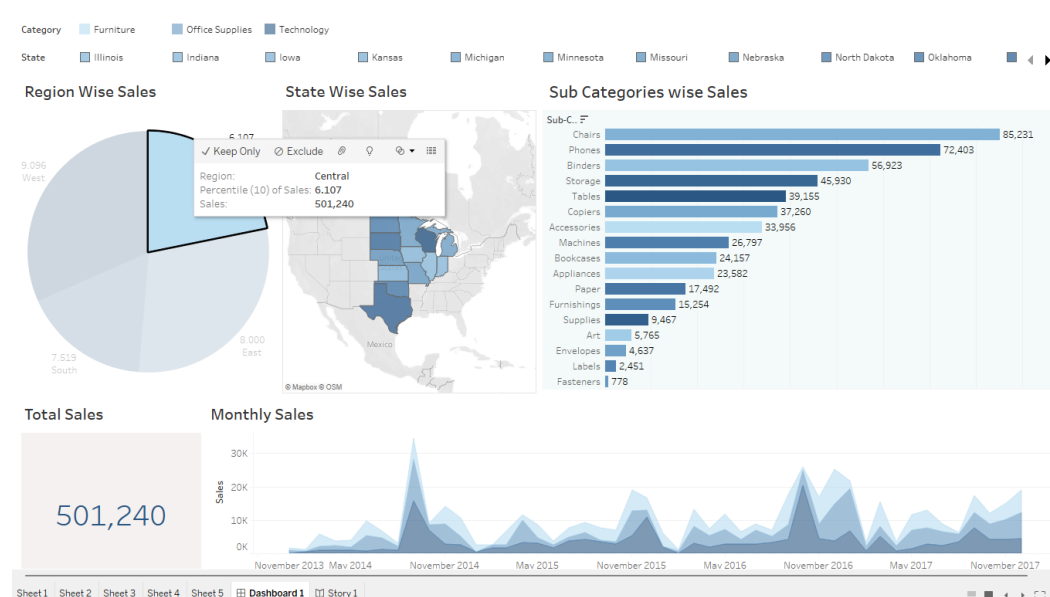 Category Furniture Office Supplies Technology
State Illinois Indiana Iowa Kansas Michigan Minnesota Missouri Nebraska North Dakota Oklahoma
Region Wise Sales
State Wise Sales
Sub Categories wise Sales
6.107
Keep Only Exclude
Region: Central
Percentile (10) of Sales: 6.107
Sales: 501,240
9.096
West
8.000
East
7.519
South
Mexico
© Mapbox © OSM
Sub-C..
Chairs 85,231
Phones 72,403
Binders 56,923
Storage 45,930
Tables 39,155
Copiers 37,260
Accessories 33,956
Machines 26,797
Bookcases 24,157
Appliances 23,582
Paper 17,492
Furnishings 15,254
Supplies 9,467
Art 5,765
Envelopes 4,637
Labels 2,451
Fasteners 778
Total Sales
501,240
Monthly Sales
Sales
30K
20K
10K
0K
November 2013 May 2014 November 2014 May 2015 November 2015 May 2016 November 2016 May 2017 November 2017
Sheet 1 Sheet 2 Sheet 3 Sheet 4 Sheet 5 Dashboard 1 Story 1